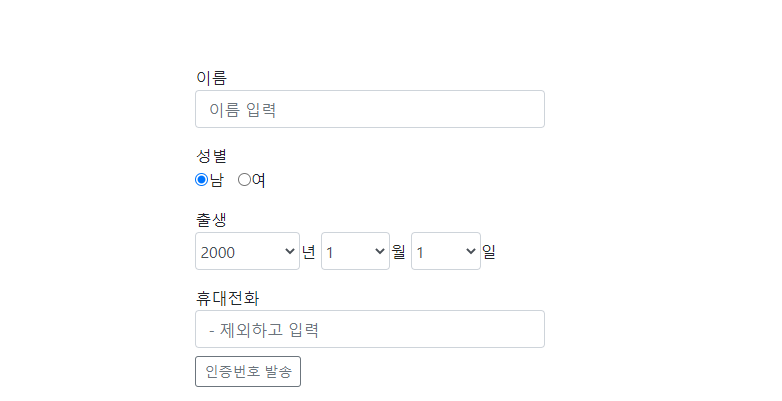 이름
이름 입력
성별
남 여
출생
2000 년 1 월 1 일
휴대전화
- 제외하고 입력
인증번호 발송